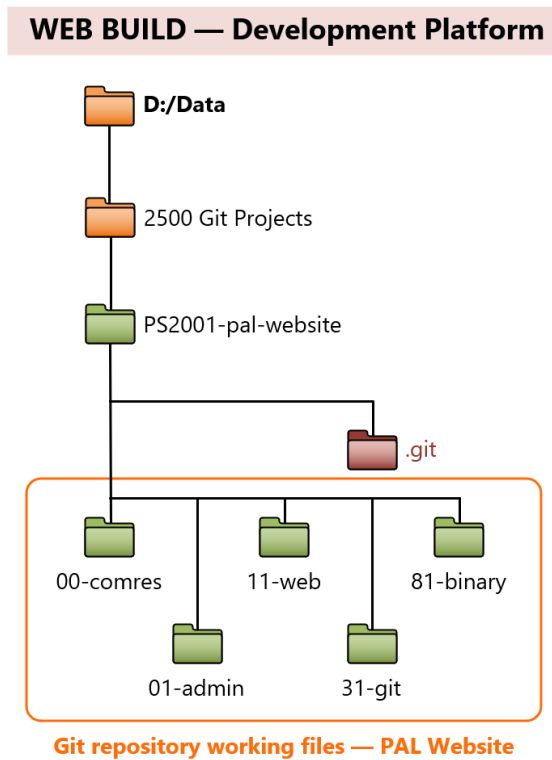 WEB BUILD — Development Platform
D:/Data
2500 Git Projects
PS2001-pal-website
.git
00-comres
11-web
81-binary
01-admin
31-git
Git repository working files — PAL Website